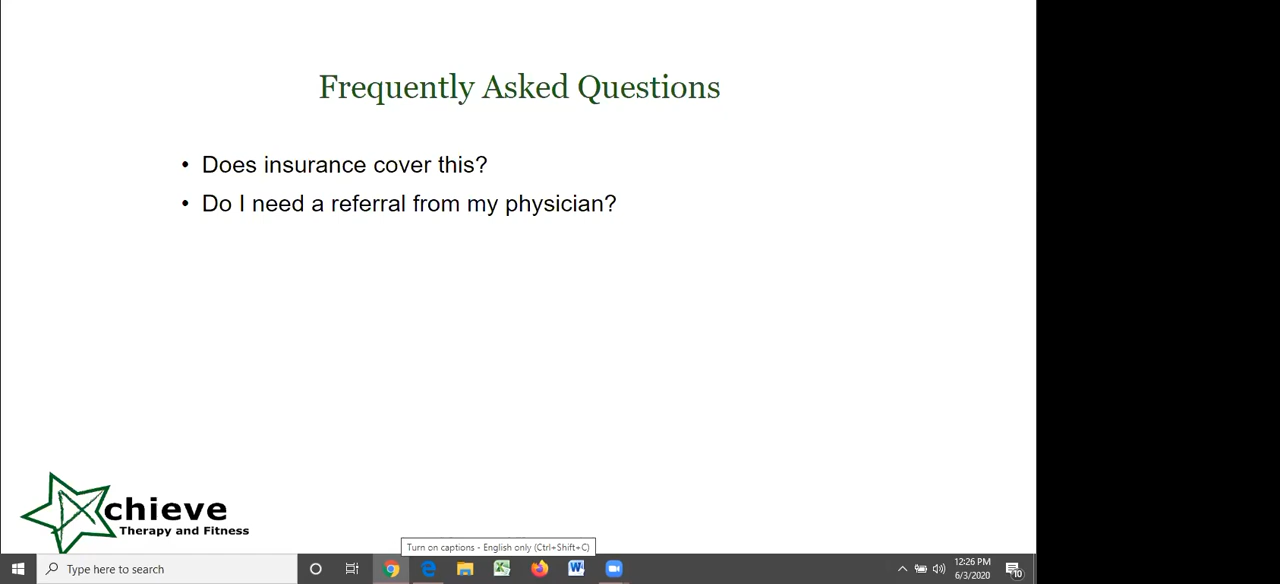 Frequently Asked Questions
• Does insurance cover this?
• Do I need a referral from my physician?
chieve
Therapy and Fitness
Turn on captions - English only (Ctrl+Shift+C)
Type here to search
12:26 PM
6/3/2020
10